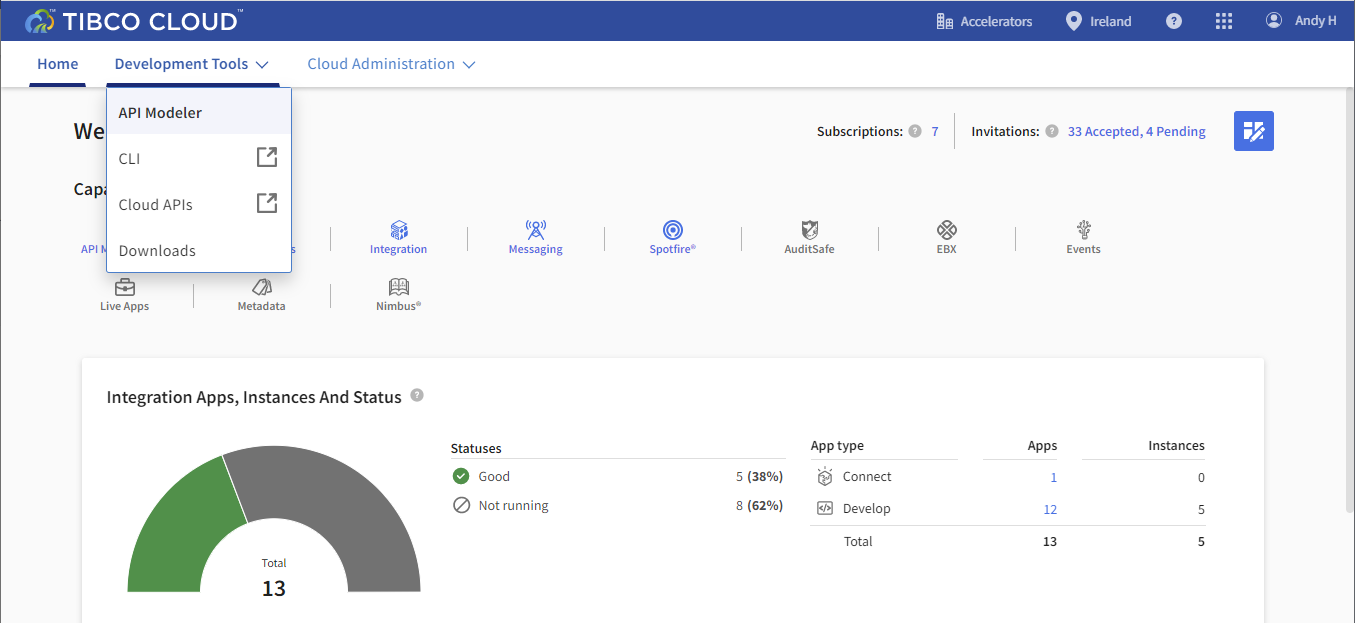 TIBCO CLOUD™ Accelerators Ireland ? Andy H
Home Development Tools Cloud Administration
API Modeler
CLI
Cloud APIs
Downloads
Subscriptions: ? 7 Invitations: ? 33 Accepted, 4 Pending
Integration Messaging Spotfire® AuditSafe EBX Events
Live Apps Metadata Nimbus®
Integration Apps, Instances And Status ?
Total
13
Statuses
Good 5 (38%)
Not running 8 (62%)
App type Apps Instances
Connect 1 0
Develop 12 5
Total 13 5